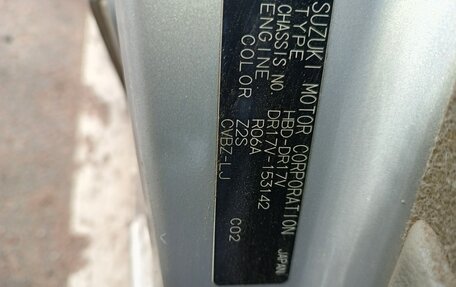 SUZUKI MOTOR CORPORATION JAPAN
TYPE HBD-DR17V
CHASSIS NO. DR17V-153142
ENGINE R06A
COLOR Z2S C02
CVBZ-LJ